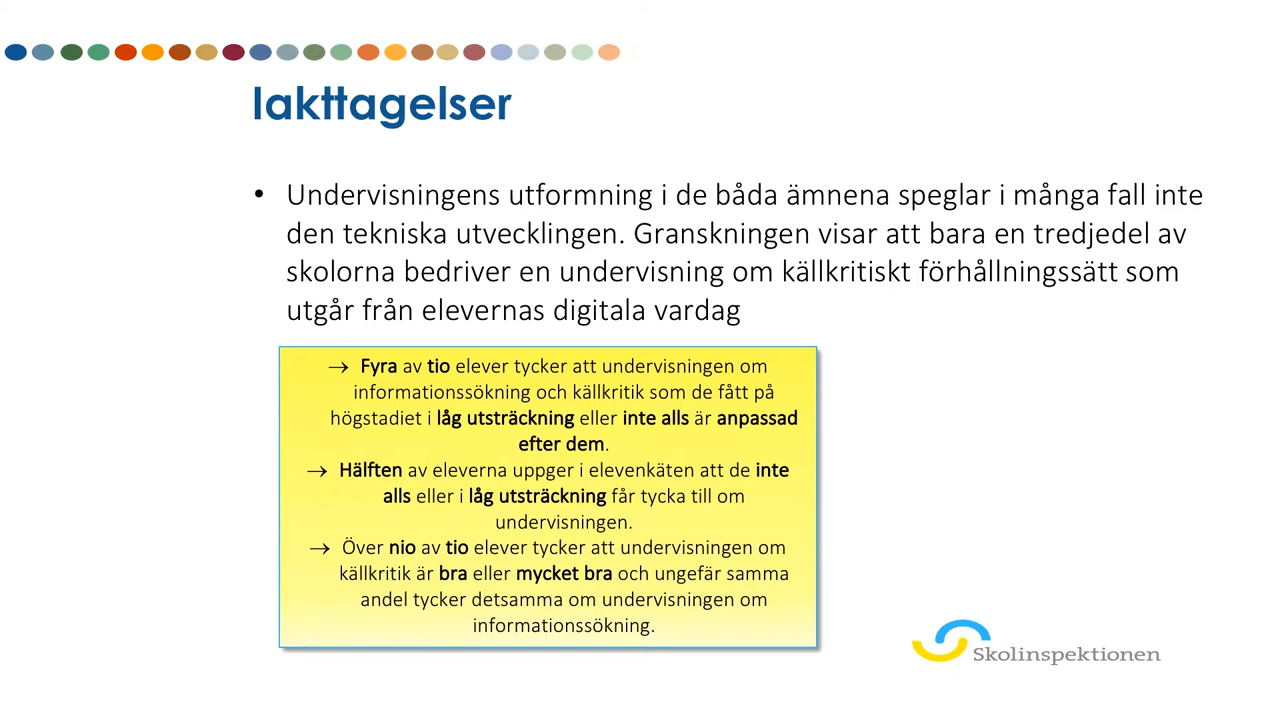 Iakttagelser
• Undervisningens utformning i de båda ämnena speglar i många fall inte
den tekniska utvecklingen. Granskningen visar att bara en tredjedel av
skolorna bedriver en undervisning om källkritiskt förhållningssätt som
utgår från elevernas digitala vardag
→ Fyra av tio elever tycker att undervisningen om
informationssökning och källkritik som de fått på
högstadiet i låg utsträckning eller inte alls är anpassad
efter dem.
→ Hälften av eleverna uppger i elevenkäten att de inte
alls eller i låg utsträckning får tycka till om
undervisningen.
→ Över nio av tio elever tycker att undervisningen om
källkritik är bra eller mycket bra och ungefär samma
andel tycker detsamma om undervisningen om
informationssökning.
Skolinspektionen